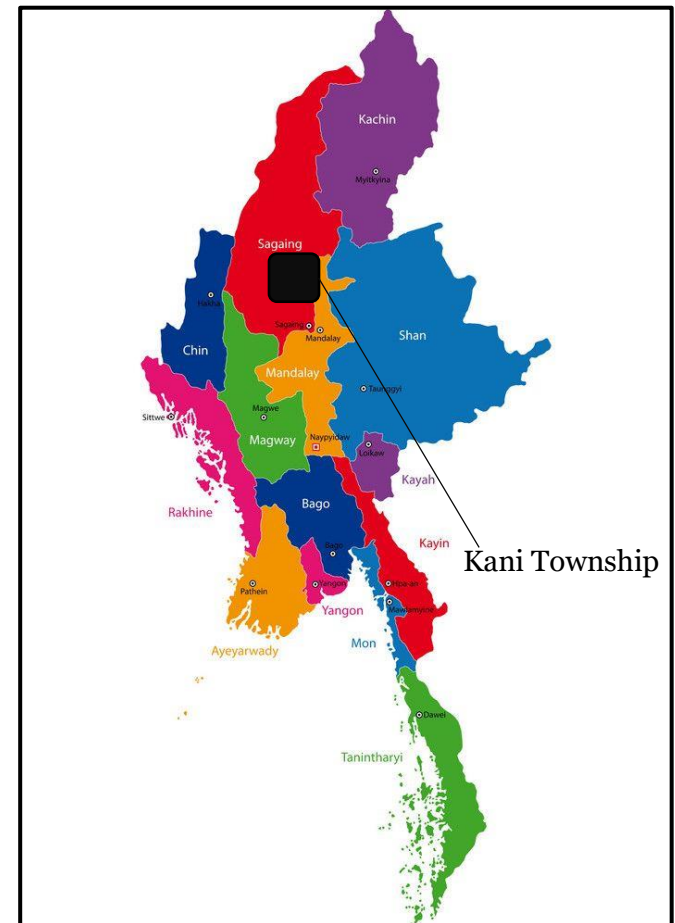 Kachin
Myitkyina
Sagaing
Hakha
Sagaing
Mandalay
Shan
Chin
Mandalay
Taunggyi
Magwe
Sittwe
Magway
Naypyidaw
Loikaw
Kayah
Bago
Rakhine
Kayin
Bago
Kani Township
Pathein
Yangon
Hpa-an
Yangon
Mawlamyine
Ayeyarwady
Mon
Dawei
Tanintharyi